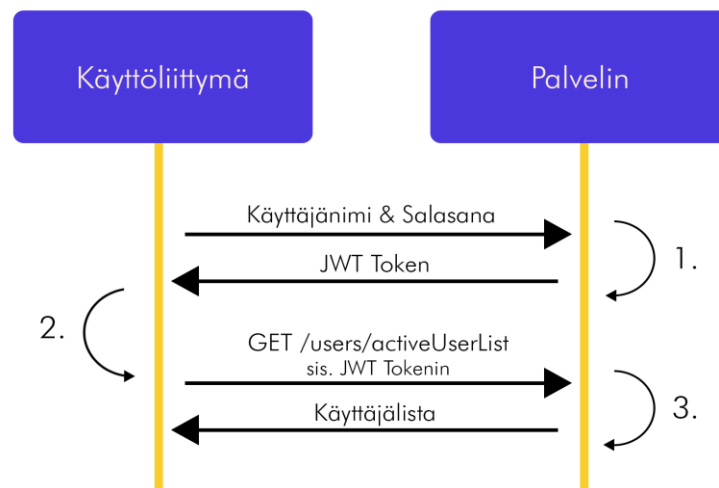 Käyttöliittymä
Palvelin
Käyttäjänimi & Salasana
1.
JWT Token
2.
GET /users/activeUserList
sis. JWT Tokenin
3.
Käyttäjälista